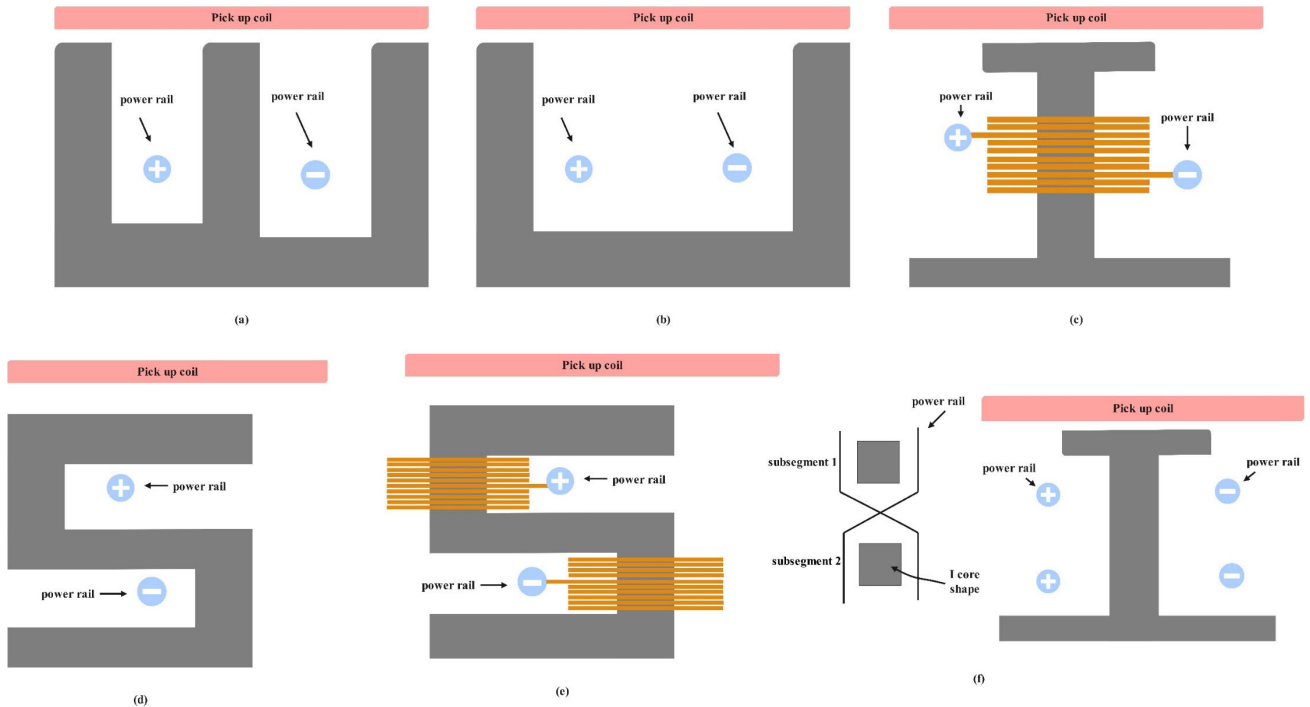 Pick up coil
power rail
power rail
(a)
Pick up coil
power rail
power rail
(b)
Pick up coil
power rail
power rail
(c)
Pick up coil
power rail
power rail
(d)
Pick up coil
power rail
power rail
(e)
power rail
subsegment 1
subsegment 2
I core
shape
Pick up coil
power rail
power rail
(f)